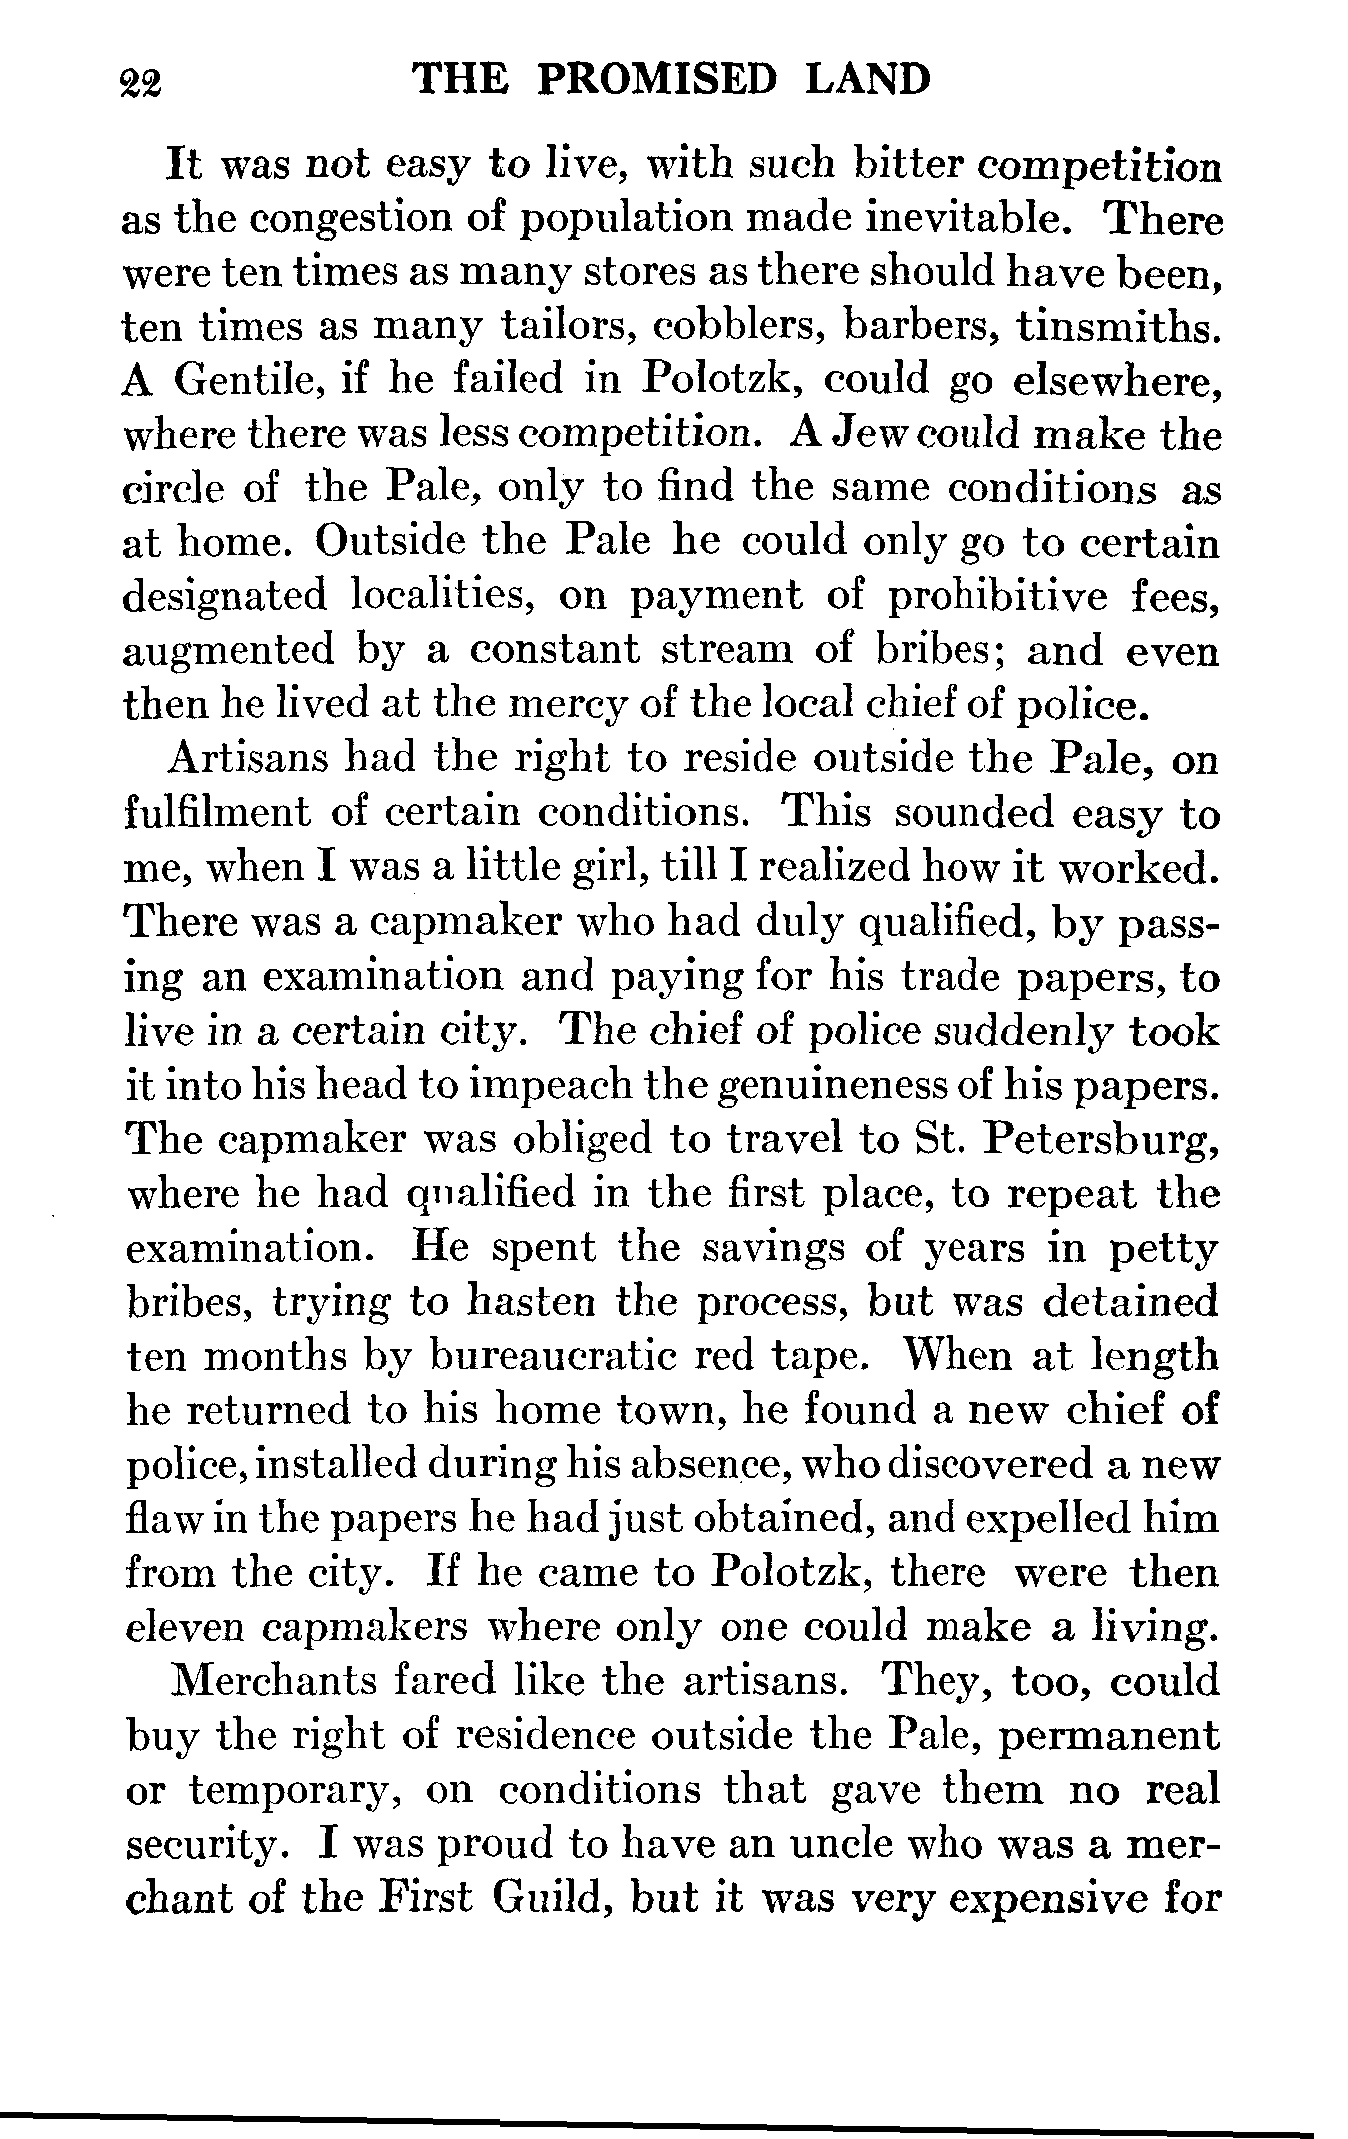 22 THE PROMISED LAND
It was not easy to live, with such bitter competition
as the congestion of population made inevitable. There
were ten times as many stores as there should have been,
ten times as many tailors, cobblers, barbers, tinsmiths.
A Gentile, if he failed in Polotzk, could go elsewhere,
where there was less competition. A Jew could make the
circle of the Pale, only to find the same conditions as
at home. Outside the Pale he could only go to certain
designated localities, on payment of prohibitive fees,
augmented by a constant stream of bribes; and even
then he lived at the mercy of the local chief of police.
Artisans had the right to reside outside the Pale, on
fulfilment of certain conditions. This sounded easy to
me, when I was a little girl, till I realized how it worked.
There was a capmaker who had duly qualified, by pass-
ing an examination and paying for his trade papers, to
live in a certain city. The chief of police suddenly took
it into his head to impeach the genuineness of his papers.
The capmaker was obliged to travel to St. Petersburg,
where he had qualified in the first place, to repeat the
examination. He spent the savings of years in petty
bribes, trying to hasten the process, but was detained
ten months by bureaucratic red tape. When at length
he returned to his home town, he found a new chief of
police, installed during his absence, who discovered a new
flaw in the papers he had just obtained, and expelled him
from the city. If he came to Polotzk, there were then
eleven capmakers where only one could make a living.
Merchants fared like the artisans. They, too, could
buy the right of residence outside the Pale, permanent
or temporary, on conditions that gave them no real
security. I was proud to have an uncle who was a mer-
chant of the First Guild, but it was very expensive for